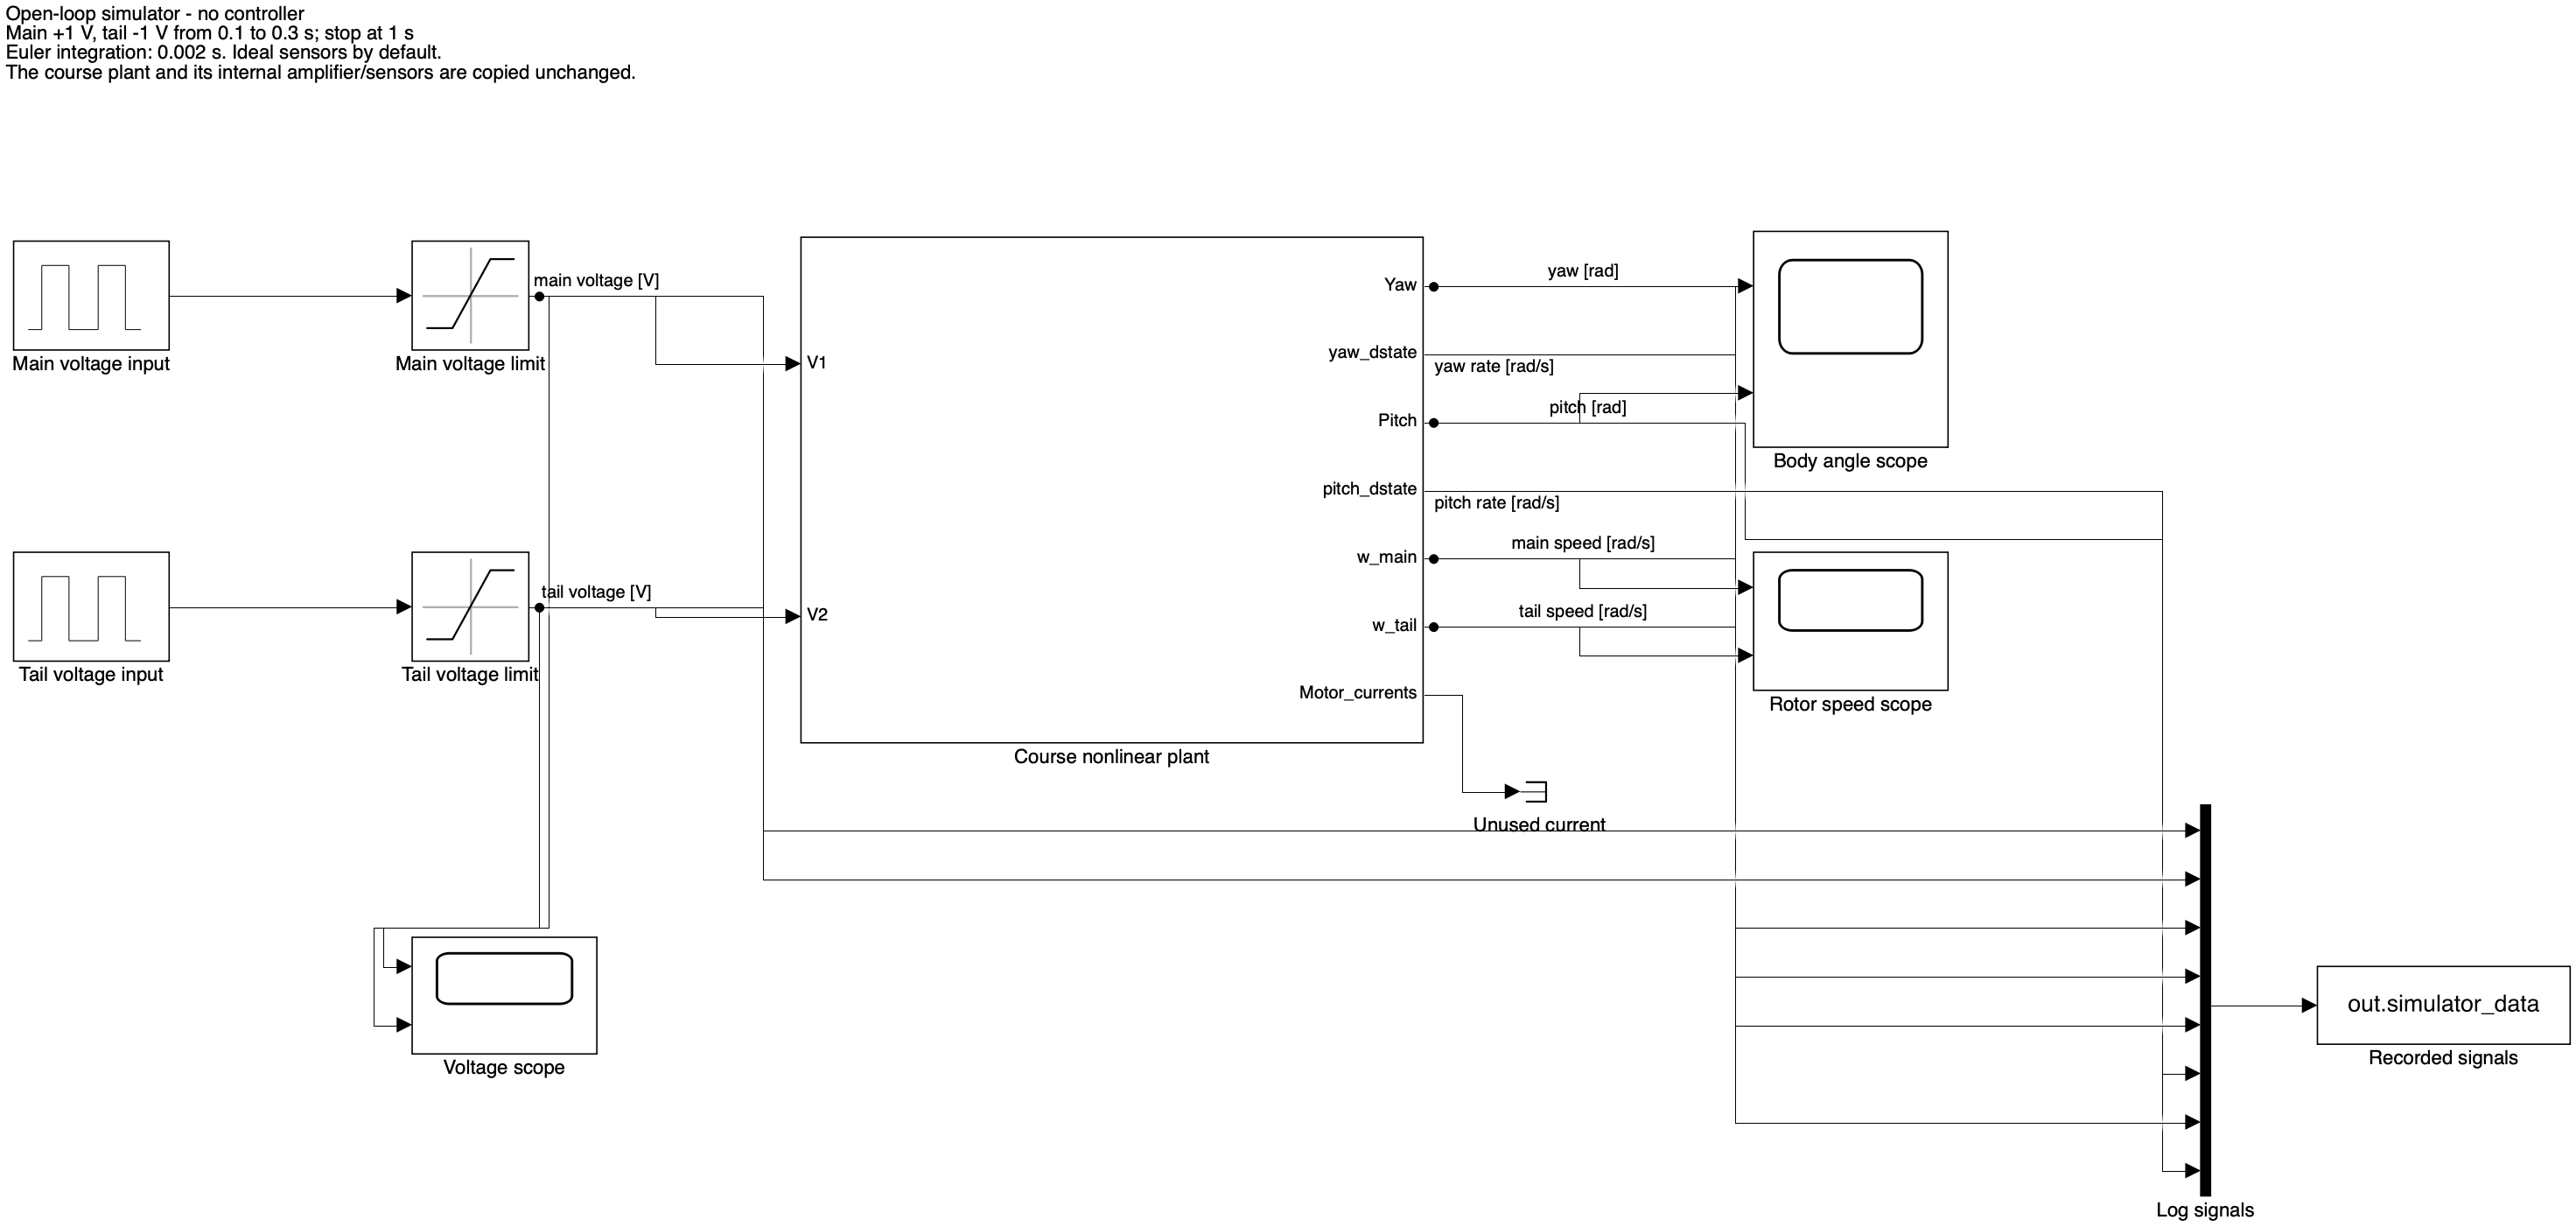 Open-loop simulator - no controller
Main +1 V, tail -1 V from 0.1 to 0.3 s; stop at 1 s
Euler integration: 0.002 s. Ideal sensors by default.
The course plant and its internal amplifier/sensors are copied unchanged.
Main voltage input
Main voltage limit
main voltage [V]
V1
Yaw
yaw [rad]
yaw_dstate
yaw rate [rad/s]
Pitch
pitch [rad]
Body angle scope
pitch_dstate
pitch rate [rad/s]
w_main
main speed [rad/s]
Tail voltage input
Tail voltage limit
tail voltage [V]
V2
w_tail
tail speed [rad/s]
Rotor speed scope
Motor_currents
Course nonlinear plant
Unused current
Voltage scope
out.simulator_data
Recorded signals
Log signals